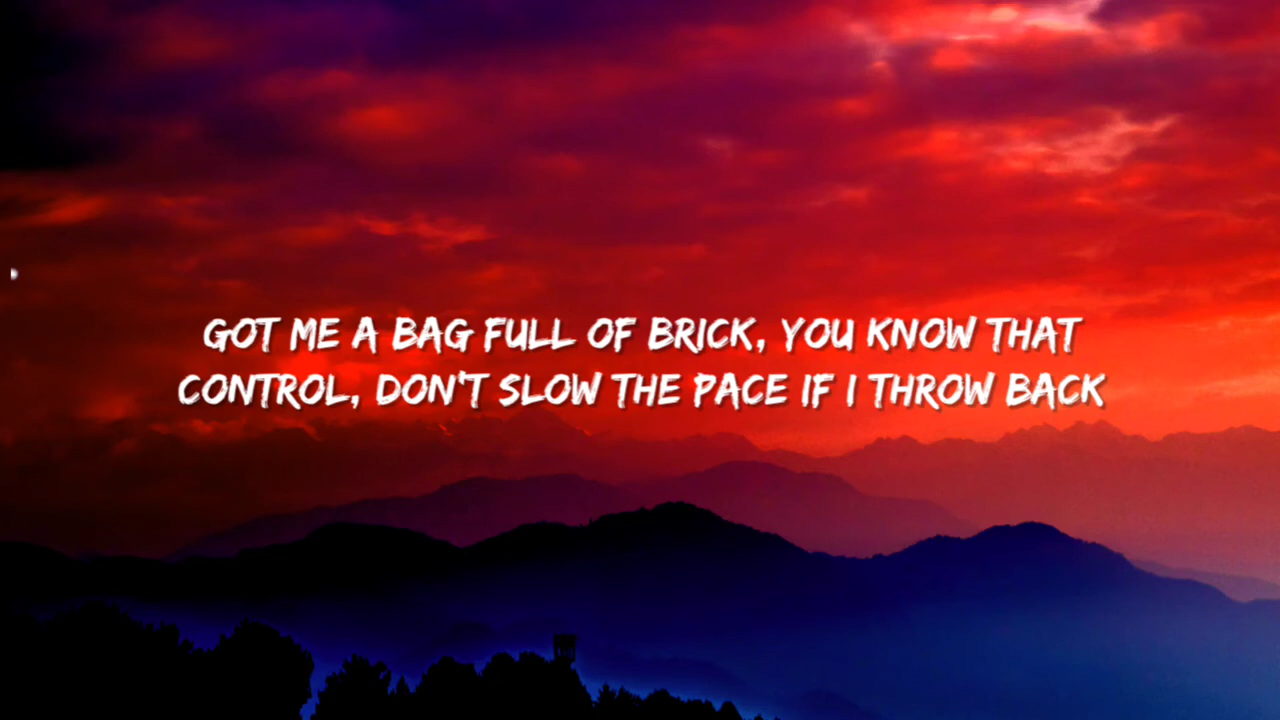 GOT ME A BAG FULL OF BRICK, YOU KNOW THAT
CONTROL, DON'T SLOW THE PACE IF I THROW BACK